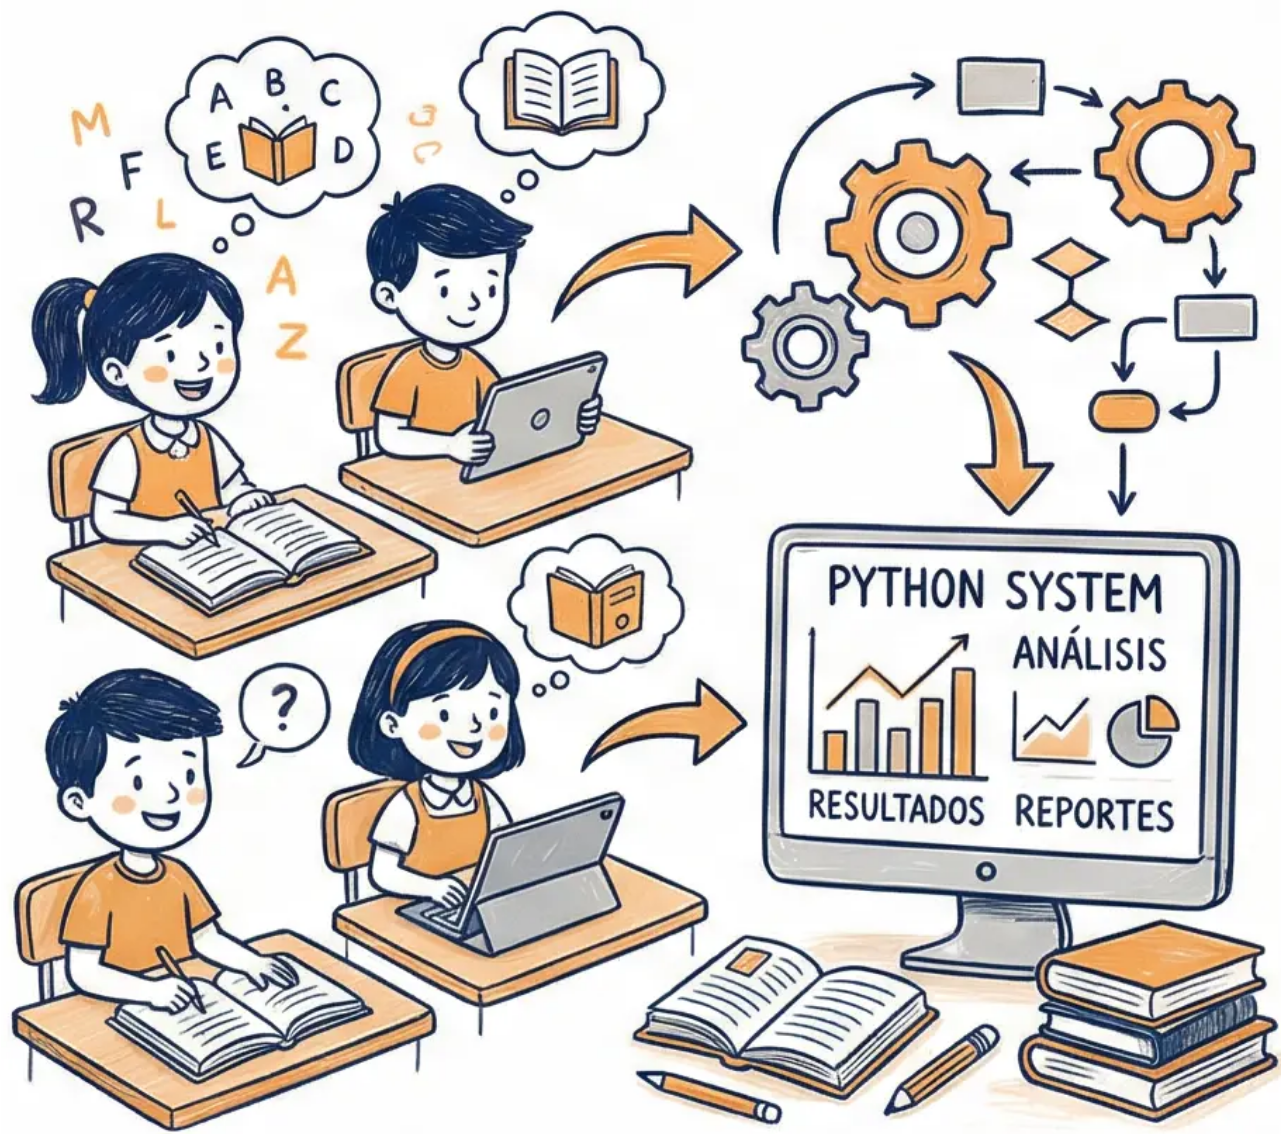 M
F
R
L
A
B
C
E
D
A
Z
?
PYTHON SYSTEM
ANÁLISIS
RESULTADOS
REPORTES